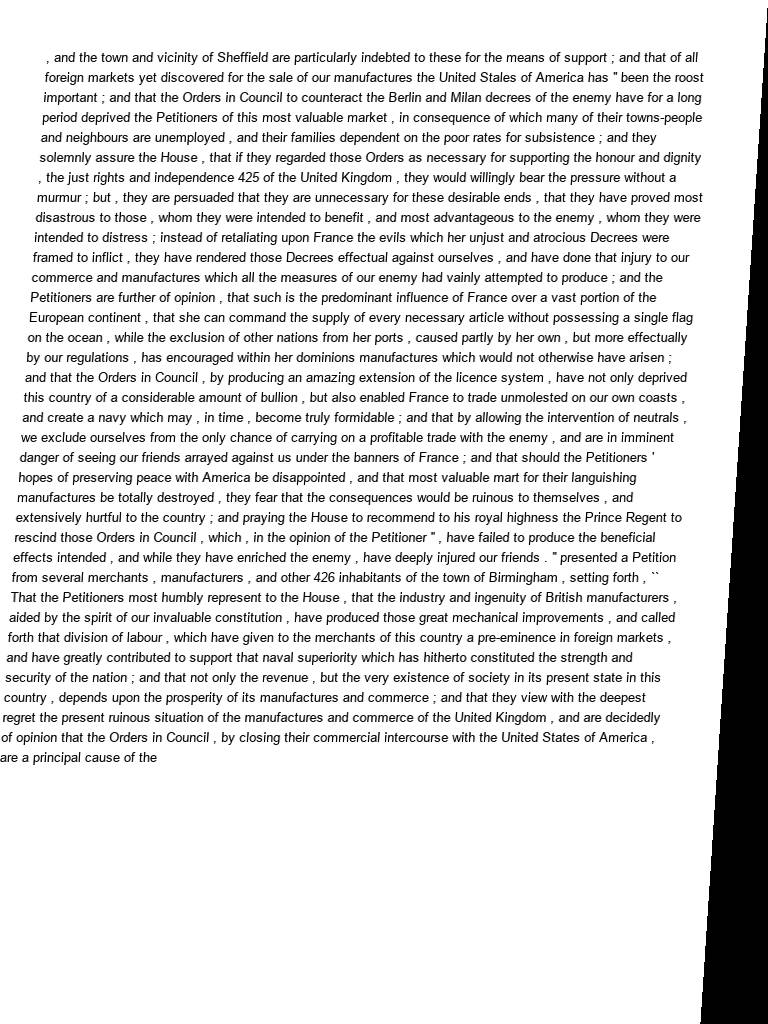 , and the town and vicinity of Sheffield are particularly indebted to these for the means of support ; and that of all
foreign markets yet discovered for the sale of our manufactures the United Stales of America has " been the roost
important ; and that the Orders in Council to counteract the Berlin and Milan decrees of the enemy have for a long
period deprived the Petitioners of this most valuable market , in consequence of which many of their towns-people
and neighbours are unemployed , and their families dependent on the poor rates for subsistence ; and they
solemnly assure the House , that if they regarded those Orders as necessary for supporting the honour and dignity
, the just rights and independence 425 of the United Kingdom , they would willingly bear the pressure without a
murmur ; but , they are persuaded that they are unnecessary for these desirable ends , that they have proved most
disastrous to those , whom they were intended to benefit , and most advantageous to the enemy , whom they were
intended to distress ; instead of retaliating upon France the evils which her unjust and atrocious Decrees were
framed to inflict , they have rendered those Decrees effectual against ourselves , and have done that injury to our
commerce and manufactures which all the measures of our enemy had vainly attempted to produce ; and the
Petitioners are further of opinion , that such is the predominant influence of France over a vast portion of the
European continent , that she can command the supply of every necessary article without possessing a single flag
on the ocean , while the exclusion of other nations from her ports , caused partly by her own , but more effectually
by our regulations , has encouraged within her dominions manufactures which would not otherwise have arisen ;
and that the Orders in Council , by producing an amazing extension of the licence system , have not only deprived
this country of a considerable amount of bullion , but also enabled France to trade unmolested on our own coasts ,
and create a navy which may , in time , become truly formidable ; and that by allowing the intervention of neutrals ,
we exclude ourselves from the only chance of carrying on a profitable trade with the enemy , and are in imminent
danger of seeing our friends arrayed against us under the banners of France ; and that should the Petitioners '
hopes of preserving peace with America be disappointed , and that most valuable mart for their languishing
manufactures be totally destroyed , they fear that the consequences would be ruinous to themselves , and
extensively hurtful to the country ; and praying the House to recommend to his royal highness the Prince Regent to
rescind those Orders in Council , which , in the opinion of the Petitioner " , have failed to produce the beneficial
effects intended , and while they have enriched the enemy , have deeply injured our friends . " presented a Petition
from several merchants , manufacturers , and other 426 inhabitants of the town of Birmingham , setting forth , ``
That the Petitioners most humbly represent to the House , that the industry and ingenuity of British manufacturers ,
aided by the spirit of our invaluable constitution , have produced those great mechanical improvements , and called
forth that division of labour , which have given to the merchants of this country a pre-eminence in foreign markets ,
and have greatly contributed to support that naval superiority which has hitherto constituted the strength and
security of the nation ; and that not only the revenue , but the very existence of society in its present state in this
country , depends upon the prosperity of its manufactures and commerce ; and that they view with the deepest
regret the present ruinous situation of the manufactures and commerce of the United Kingdom , and are decidedly
of opinion that the Orders in Council , by closing their commercial intercourse with the United States of America ,
are a principal cause of the